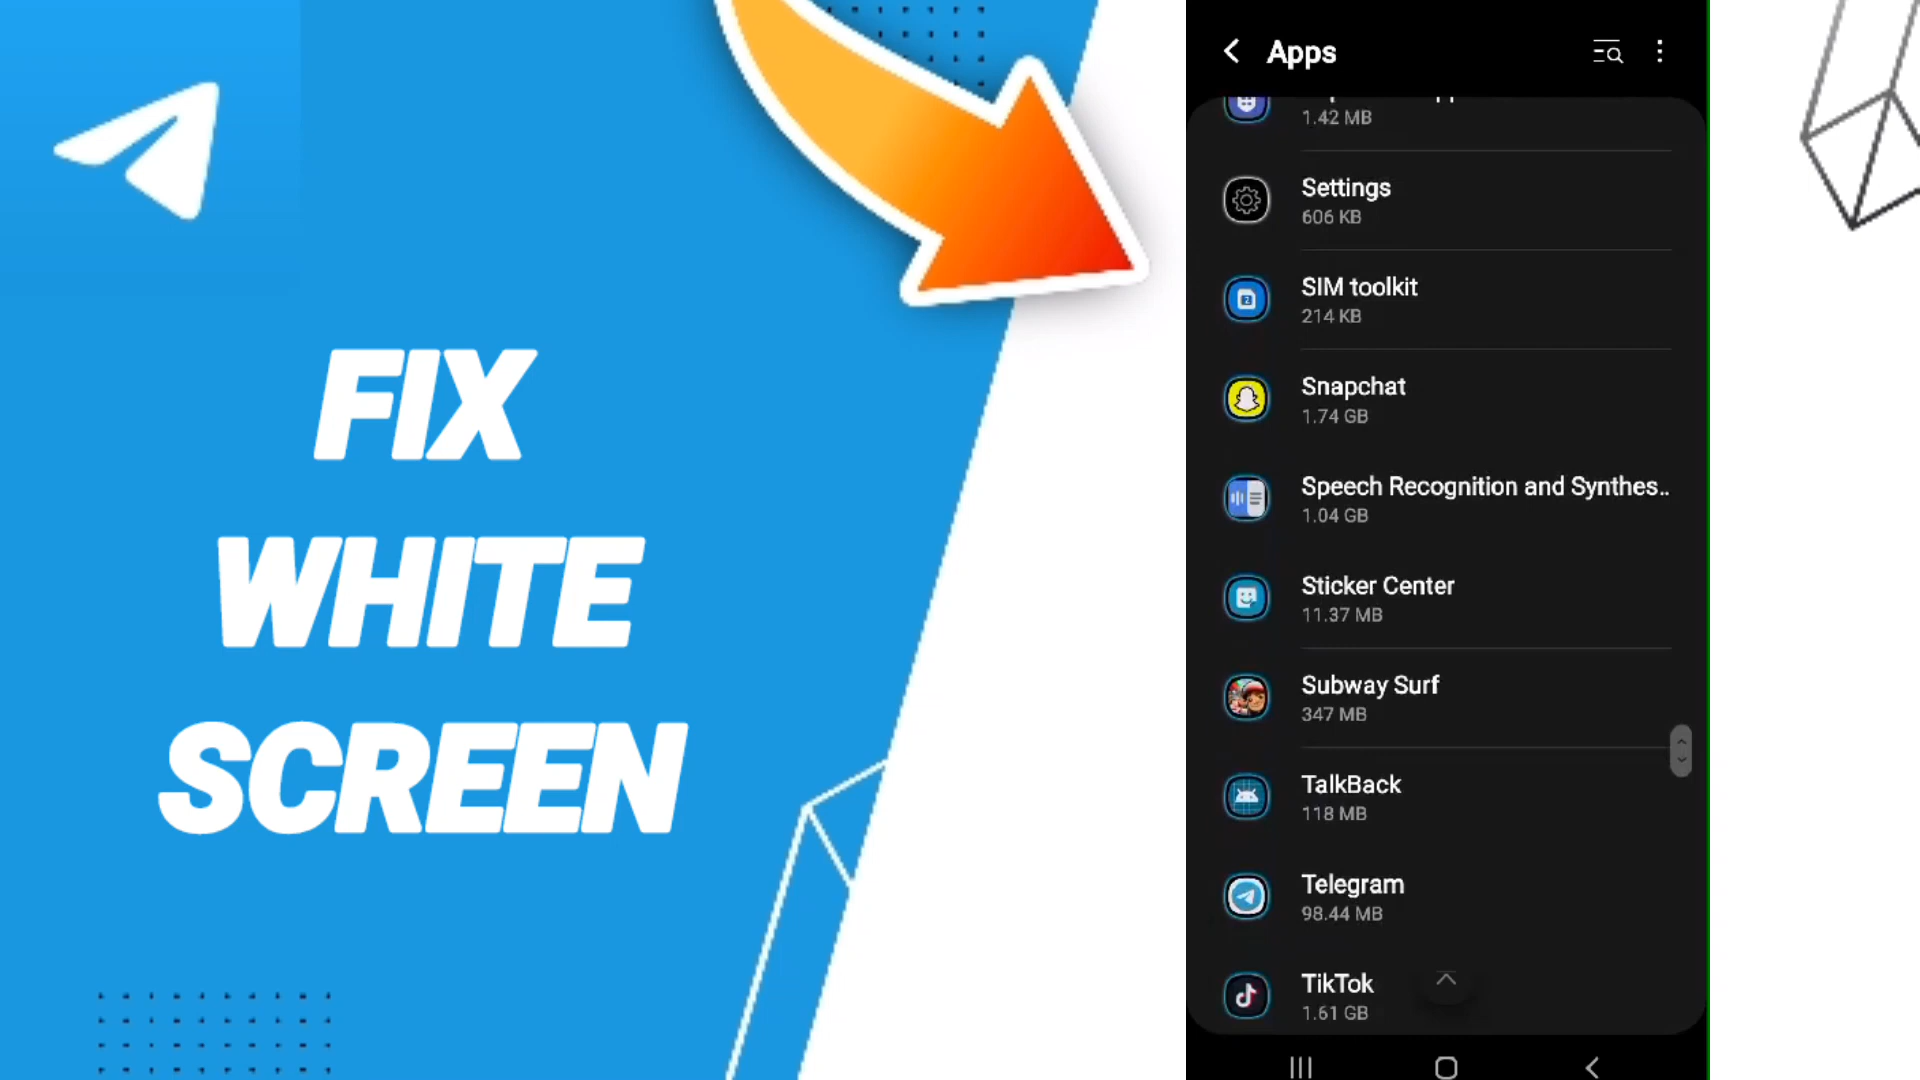 FIX
WHITE
SCREEN
Apps
1.42 MB
Settings
606 KB
SIM toolkit
214 KB
Snapchat
1.74 GB
Speech Recognition and Synthes..
1.04 GB
Sticker Center
11.37 MB
Subway Surf
347 MB
TalkBack
118 MB
Telegram
98.44 MB
TikTok
1.61 GB